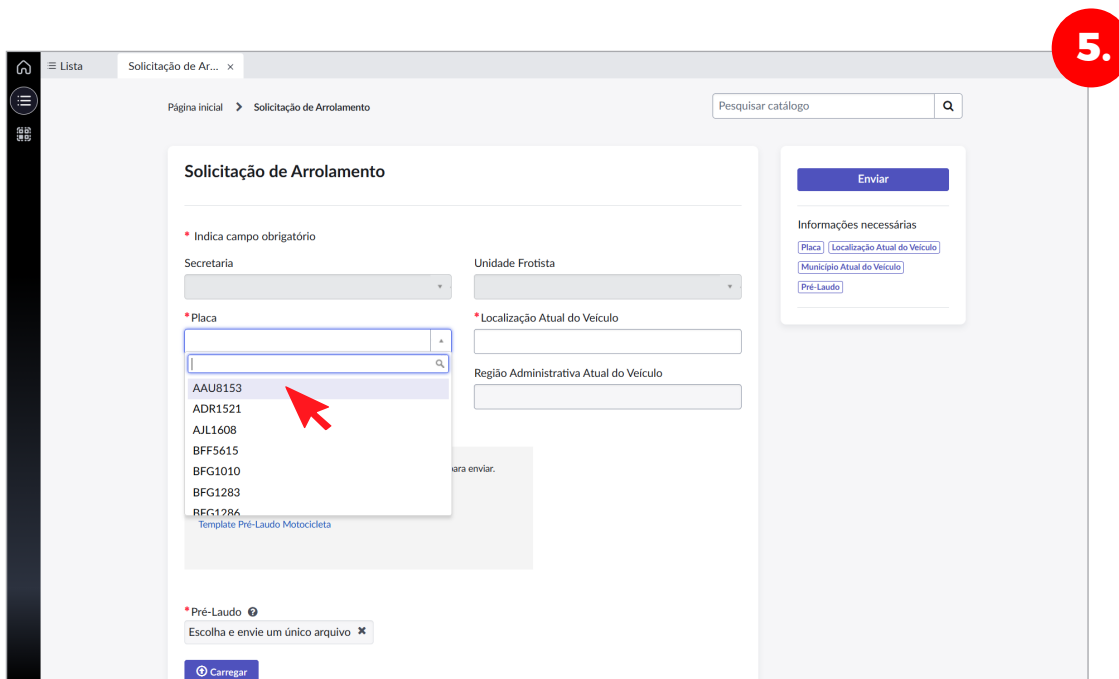 5.
Lista
Solicitação de Ar... ×
Página inicial > Solicitação de Arrolamento
Pesquisar catálogo
Solicitação de Arrolamento
Enviar
* Indica campo obrigatório
Informações necessárias
Placa
Localização Atual do Veículo
Município Atual do Veículo
Pré-Laudo
Secretaria
Unidade Frotista
*Placa
*Localização Atual do Veículo
Região Administrativa Atual do Veículo
AAU8153
ADR1521
AJL1608
BFF5615
BFG1010
BFG1283
BFG1286
para enviar.
Template Pré-Laudo Motocicleta
*Pré-Laudo
Escolha e envie um único arquivo ✖
Carregar